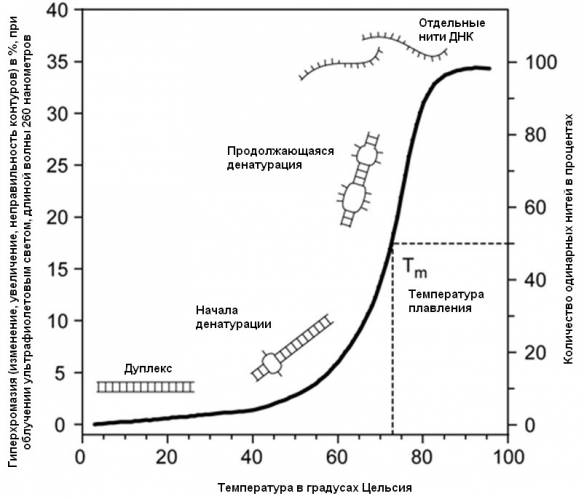 Гиперхромазия (изменение, увеличение, неправильность контуров) в %, при
облучении ультрафиолетовым светом, длиной волны 260 нанометров
40
35
30
25
20
15
10
5
0
Отдельные
нити ДНК
Продолжающаяся
денатурация
Tm
Температура
плавления
Начала
денатурации
Дуплекс
100
80
60
50
20
0
Количество одинарных нитей в процентах
0
20
40
60
80
100
Температура в градусах Цельсия